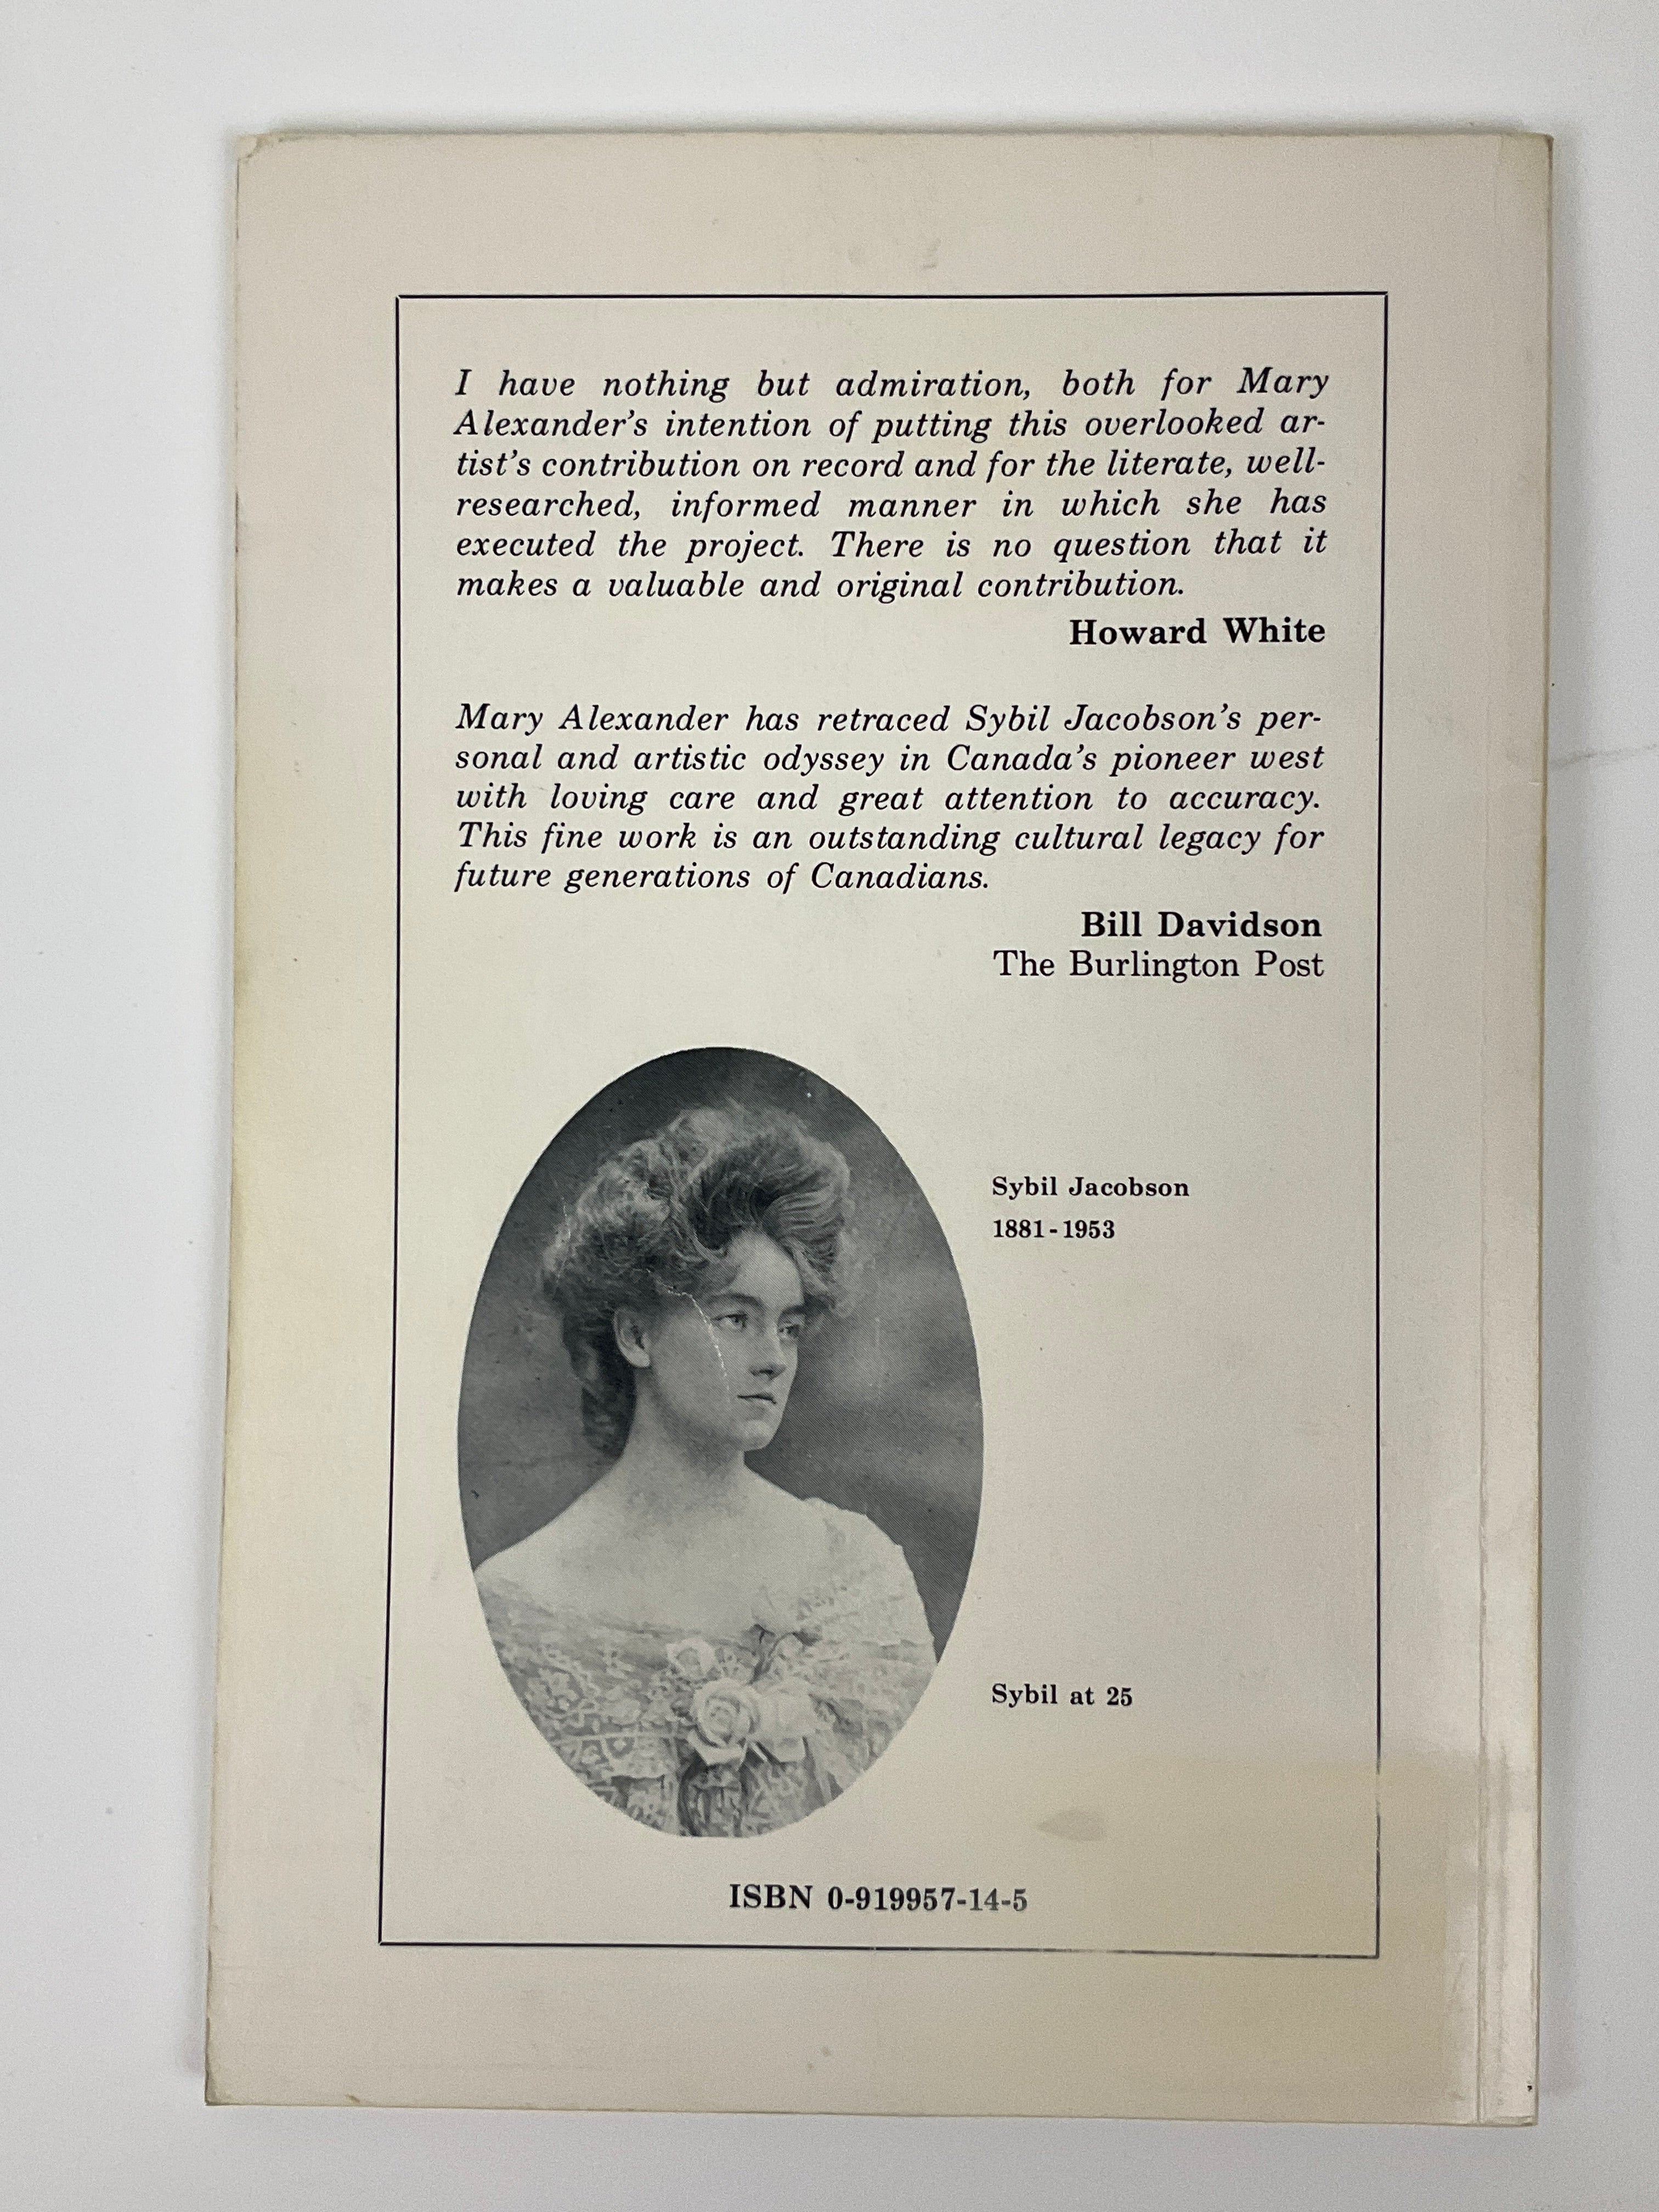 I have nothing but admiration, both for Mary
Alexander's intention of putting this overlooked ar-
tist's contribution on record and for the literate, well-
researched, informed manner in which she has
executed the project. There is no question that it
makes a valuable and original contribution.
Howard White
Mary Alexander has retraced Sybil Jacobson's per-
sonal and artistic odyssey in Canada's pioneer west
with loving care and great attention to accuracy.
This fine work is an outstanding cultural legacy for
future generations of Canadians.
Bill Davidson
The Burlington Post
Sybil Jacobson
1881-1953
Sybil at 25
ISBN 0-919957-14-5